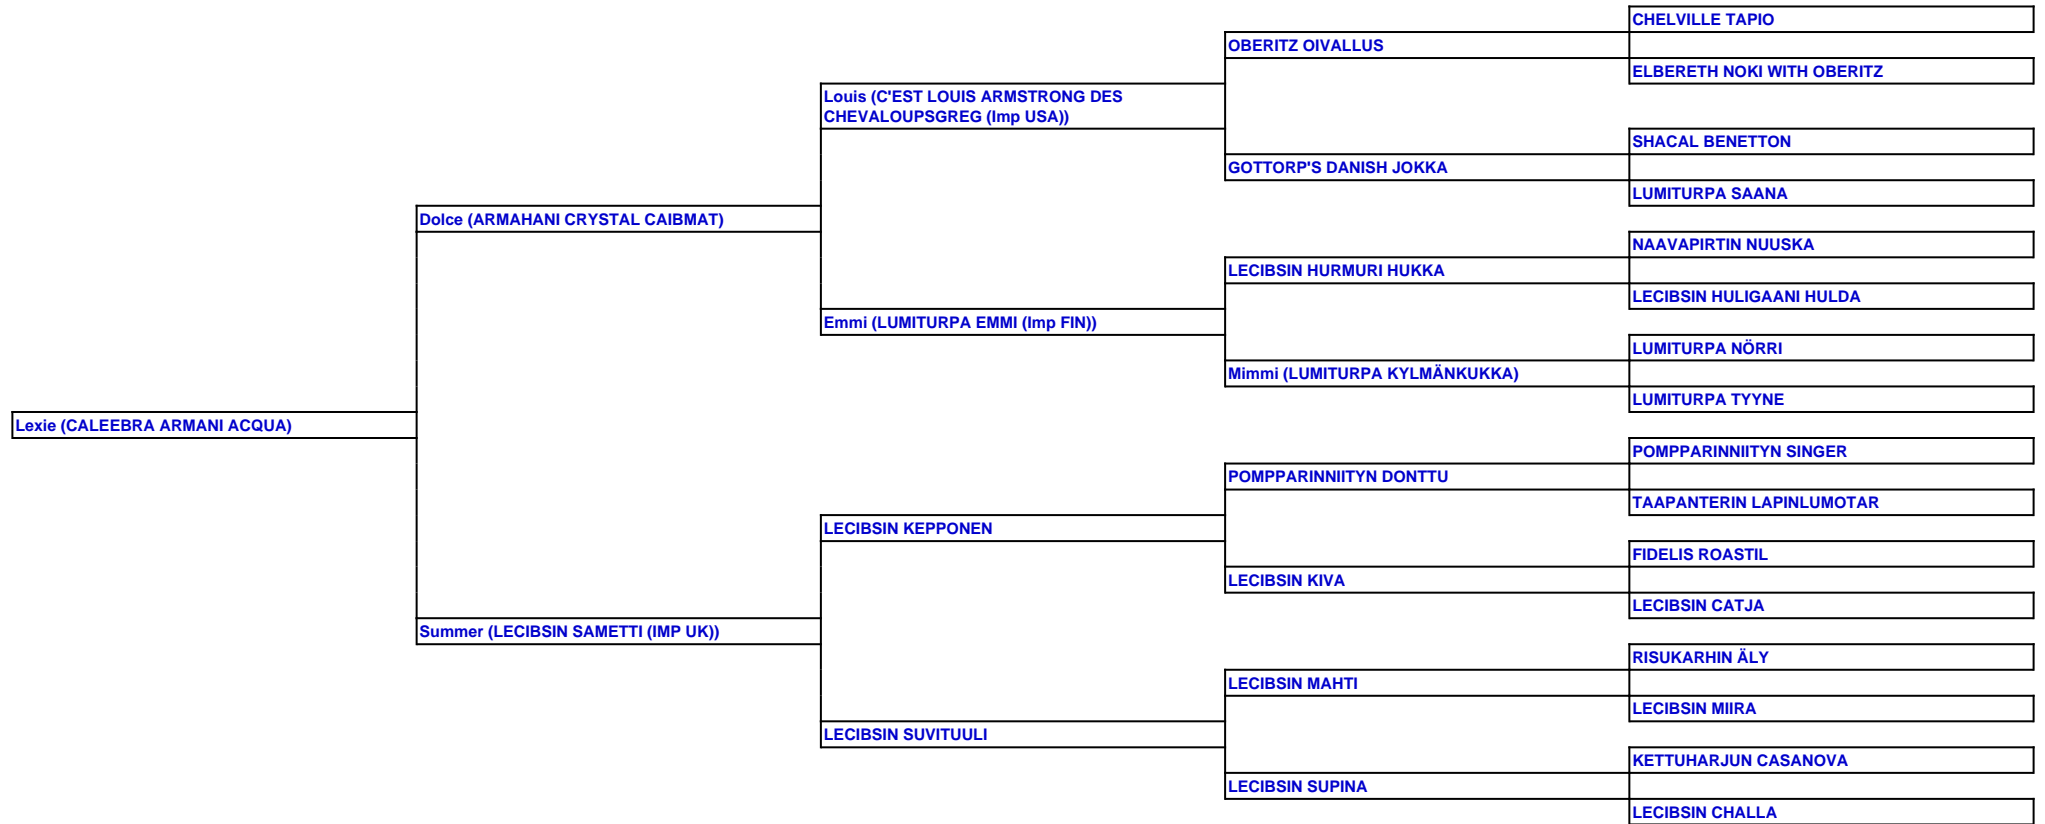 CHELVILLE TAPIO
OBERITZ OIVALLUS
ELBERETH NOKI WITH OBERITZ
Louis (C'EST LOUIS ARMSTRONG DES
CHEVALOUPSGREG (Imp USA))
SHACAL BENETTON
GOTTORP'S DANISH JOKKA
LUMITURPA SAANA
Dolce (ARMAHANI CRYSTAL CAIBMAT)
NAAVAPIRTIN NUUSKA
LECIBSIN HURMURI HUKKA
LECIBSIN HULIGAANI HULDA
Emmi (LUMITURPA EMMI (Imp FIN))
LUMITURPA NÖRRI
Mimmi (LUMITURPA KYLMÄNKUKKA)
LUMITURPA TYYNE
Lexie (CALEEBRA ARMANI ACQUA)
POMPPARINNIITYN SINGER
POMPPARINNIITYN DONTTU
TAAPANTERIN LAPINLUMOTAR
LECIBSIN KEPPONEN
FIDELIS ROASTIL
LECIBSIN KIVA
LECIBSIN CATJA
Summer (LECIBSIN SAMETTI (IMP UK))
RISUKARHIN ÄLY
LECIBSIN MAHTI
LECIBSIN MIIRA
LECIBSIN SUVITUULI
KETTUHARJUN CASANOVA
LECIBSIN SUPINA
LECIBSIN CHALLA